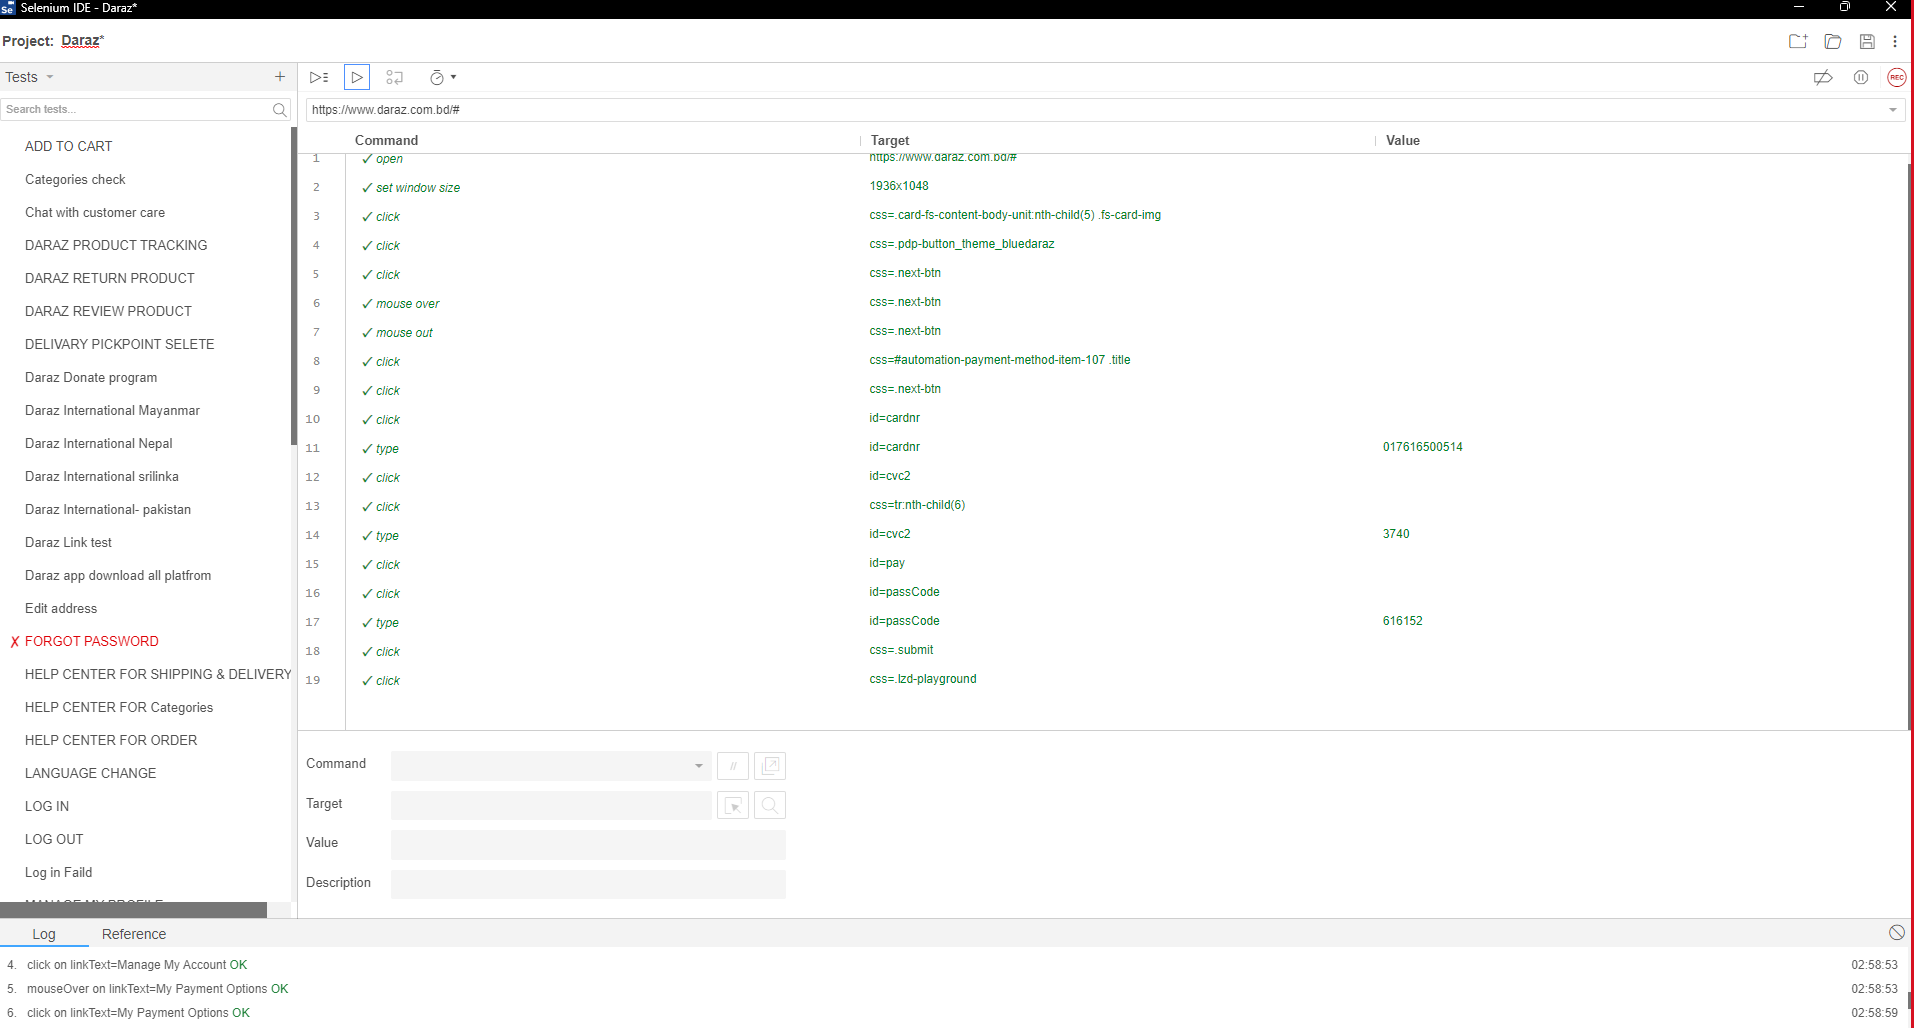 Selenium IDE - Daraz*
Project: Daraz*
Tests
Search tests...
https://www.daraz.com.bd/#
Command Target Value
ADD TO CART
Categories check
Chat with customer care
DARAZ PRODUCT TRACKING
DARAZ RETURN PRODUCT
DARAZ REVIEW PRODUCT
DELIVARY PICKPOINT SELETE
Daraz Donate program
Daraz International Mayanmar
Daraz International Nepal
Daraz International srilinka
Daraz International- pakistan
Daraz Link test
Daraz app download all platfrom
Edit address
✗ FORGOT PASSWORD
HELP CENTER FOR SHIPPING & DELIVERY
HELP CENTER FOR Categories
HELP CENTER FOR ORDER
LANGUAGE CHANGE
LOG IN
LOG OUT
Log in Faild
MANAGE MY PROFILE
1 ✓ open https://www.daraz.com.bd/#
2 ✓ set window size 1936x1048
3 ✓ click css=.card-fs-content-body-unit:nth-child(5) .fs-card-img
4 ✓ click css=.pdp-button_theme_bluedaraz
5 ✓ click css=.next-btn
6 ✓ mouse over css=.next-btn
7 ✓ mouse out css=.next-btn
8 ✓ click css=#automation-payment-method-item-107 .title
9 ✓ click css=.next-btn
10 ✓ click id=cardnr
11 ✓ type id=cardnr 017616500514
12 ✓ click id=cvc2
13 ✓ click css=tr:nth-child(6)
14 ✓ type id=cvc2 3740
15 ✓ click id=pay
16 ✓ click id=passCode
17 ✓ type id=passCode 616152
18 ✓ click css=.submit
19 ✓ click css=.lzd-playground
Command //
Target
Value
Description
REC
Log Reference
4. click on linkText=Manage My Account OK 02:58:53
5. mouseOver on linkText=My Payment Options OK 02:58:53
6. click on linkText=My Payment Options OK 02:58:59